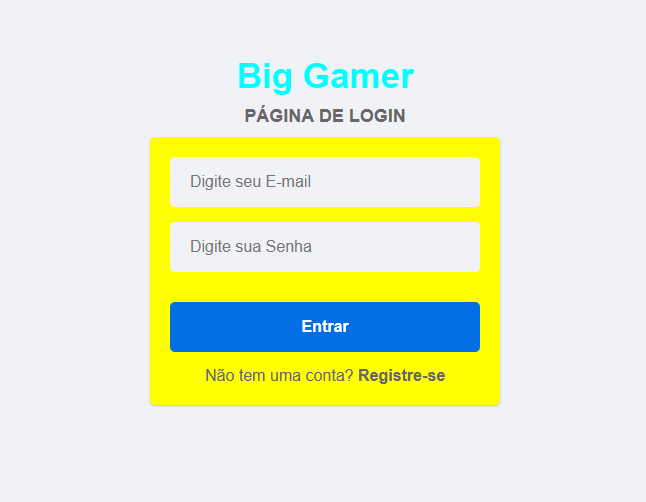 Big Gamer
PÁGINA DE LOGIN
Digite seu E-mail
Digite sua Senha
Entrar
Não tem uma conta? Registre-se